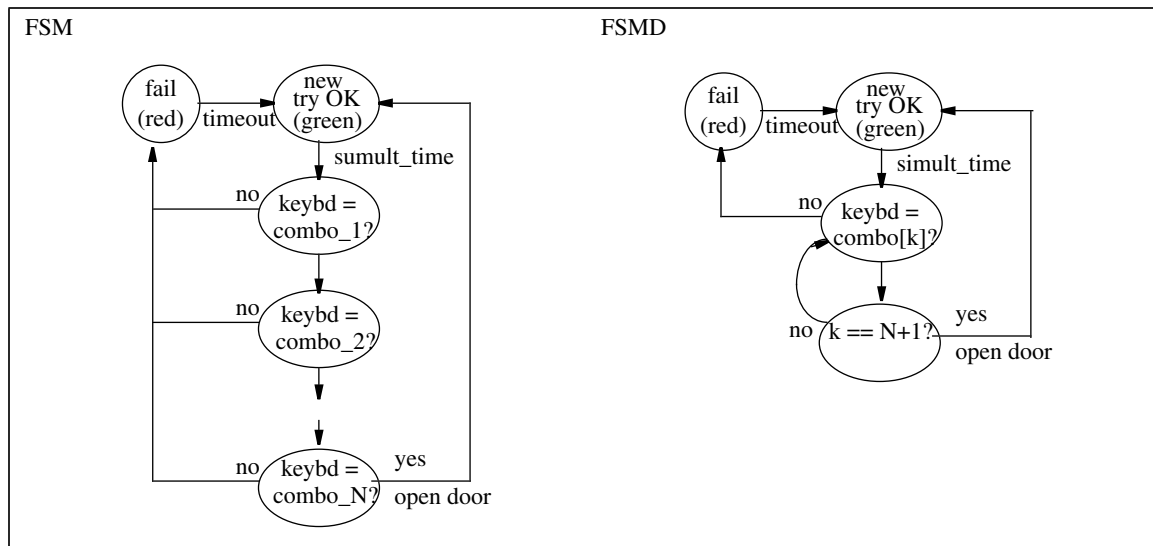 FSM
fail
(red)
timeout
new
try OK
(green)
sumult_time
no
keybd =
combo_1?
no
keybd =
combo_2?
no
keybd =
combo_N?
yes
open door
FSMD
fail
(red)
timeout
new
try OK
(green)
simult_time
no
keybd =
combo[k]?
no
k == N+1?
yes
open door